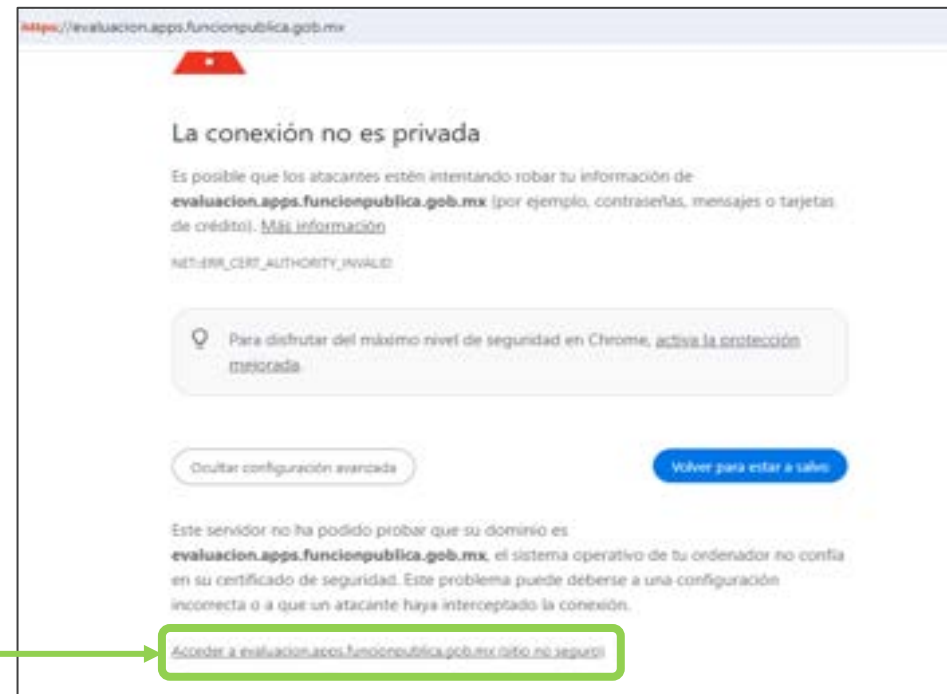 https://evaluacion.apps.funcionpublica.gob.mx
La conexión no es privada
Es posible que los atacantes estén intentando robar tu información de
evaluacion.apps.funcionpublica.gob.mx (por ejemplo, contraseñas, mensajes o tarjetas
de crédito). Más información
NET::ERR_CERT_AUTHORITY_INVALID
Para disfrutar del máximo nivel de seguridad en Chrome, activa la protección
mejorada.
Ocultar configuración avanzada
Volver para estar a salvo
Este servidor no ha podido probar que su dominio es
evaluacion.apps.funcionpublica.gob.mx, el sistema operativo de tu ordenador no confía
en su certificado de seguridad. Este problema puede deberse a una configuración
incorrecta o a que un atacante haya interceptado la conexión.
Acceder a evaluacion.apps.funcionpublica.gob.mx (sitio no seguro)